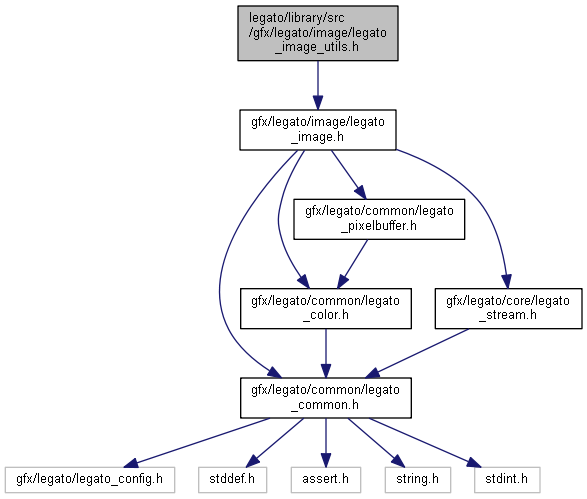 legato/library/src
/gfx/legato/image/legato
_image_utils.h
gfx/legato/image/legato
_image.h
gfx/legato/common/legato
_pixelbuffer.h
gfx/legato/common/legato
_color.h
gfx/legato/core/legato
_stream.h
gfx/legato/common/legato
_common.h
gfx/legato/legato_config.h
stddef.h
assert.h
string.h
stdint.h